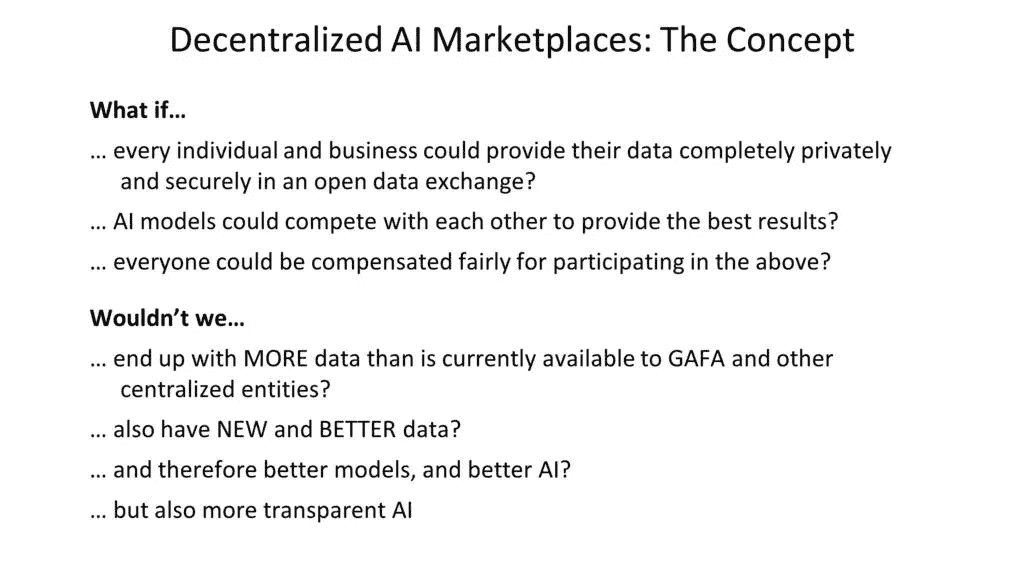 Decentralized AI Marketplaces: The Concept
What if…
… every individual and business could provide their data completely privately
and securely in an open data exchange?
… AI models could compete with each other to provide the best results?
… everyone could be compensated fairly for participating in the above?
Wouldn’t we…
… end up with MORE data than is currently available to GAFA and other
centralized entities?
… also have NEW and BETTER data?
… and therefore better models, and better AI?
… but also more transparent AI